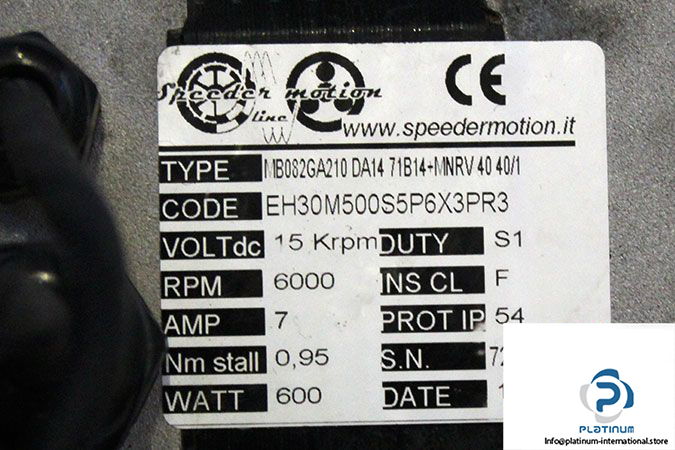 Speeder motion
line
CE
www.speedermotion.it
TYPE MB082GA210 DA14 71B14+MNRV 40 40/1
CODE EH30M500S5P6X3PR3
VOLTdc 15 Krpm DUTY S1
RPM 6000 INS CL F
AMP 7 PROT IP 54
Nm stall 0,95 S.N. 72
WATT 600 DATE 1
PLATINUM
Info@platinum-international.store